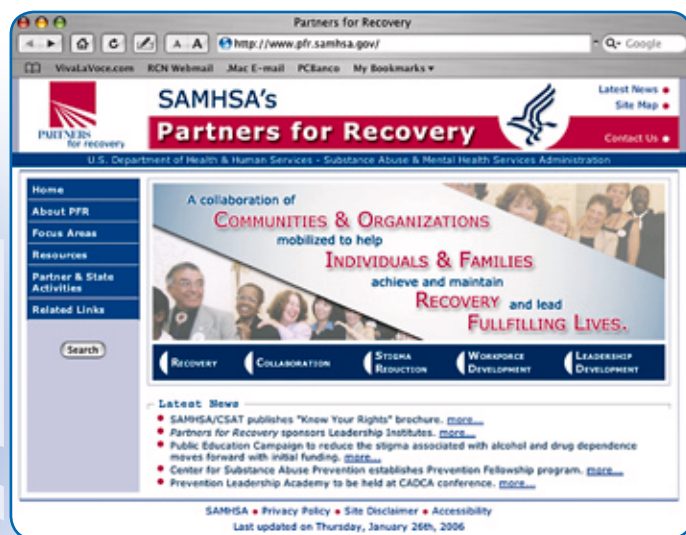 Partners for Recovery
A A
http://www.pfr.samhsa.gov/
Q Google
VivaLaVoce.com RCN Webmail .Mac E-mail PCBanco My Bookmarks
PARTNERS
for recovery
SAMHSA's
Partners for Recovery
Latest News
Site Map
Contact Us
U.S. Department of Health & Human Services - Substance Abuse & Mental Health Services Administration
Home
About PFR
Focus Areas
Resources
Partner & State
Activities
Related Links
Search
A collaboration of
COMMUNITIES & ORGANIZATIONS
mobilized to help
INDIVIDUALS & FAMILIES
achieve and maintain
RECOVERY and lead
FULLFILLING LIVES.
RECOVERY
COLLABORATION
STIGMA
REDUCTION
WORKFORCE
DEVELOPMENT
LEADERSHIP
DEVELOPMENT
Latest News
SAMHSA/CSAT publishes "Know Your Rights" brochure. more...
Partners for Recovery sponsors Leadership Institutes. more...
Public Education Campaign to reduce the stigma associated with alcohol and drug dependence
moves forward with initial funding. more...
Center for Substance Abuse Prevention establishes Prevention Fellowship program. more...
Prevention Leadership Academy to be held at CADCA conference. more...
SAMHSA • Privacy Policy • Site Disclaimer • Accessibility
Last updated on Thursday, January 26th, 2006